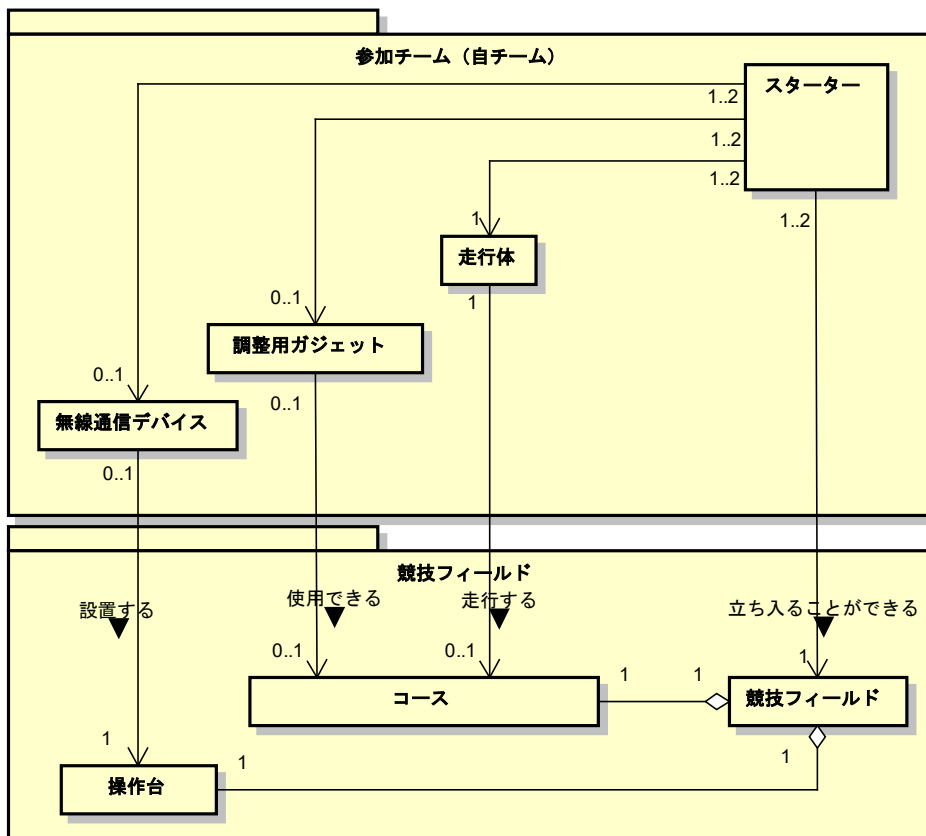 参加チーム（自チーム）
スターター
1..2
1..2
1..2
1..2
1
走行体
1
0..1
調整用ガジェット
0..1
0..1
無線通信デバイス
0..1
競技フィールド
設置する
使用できる
走行する
立ち入ることができる
0..1
0..1
1
コース
1
1
競技フィールド
1
操作台
1
1